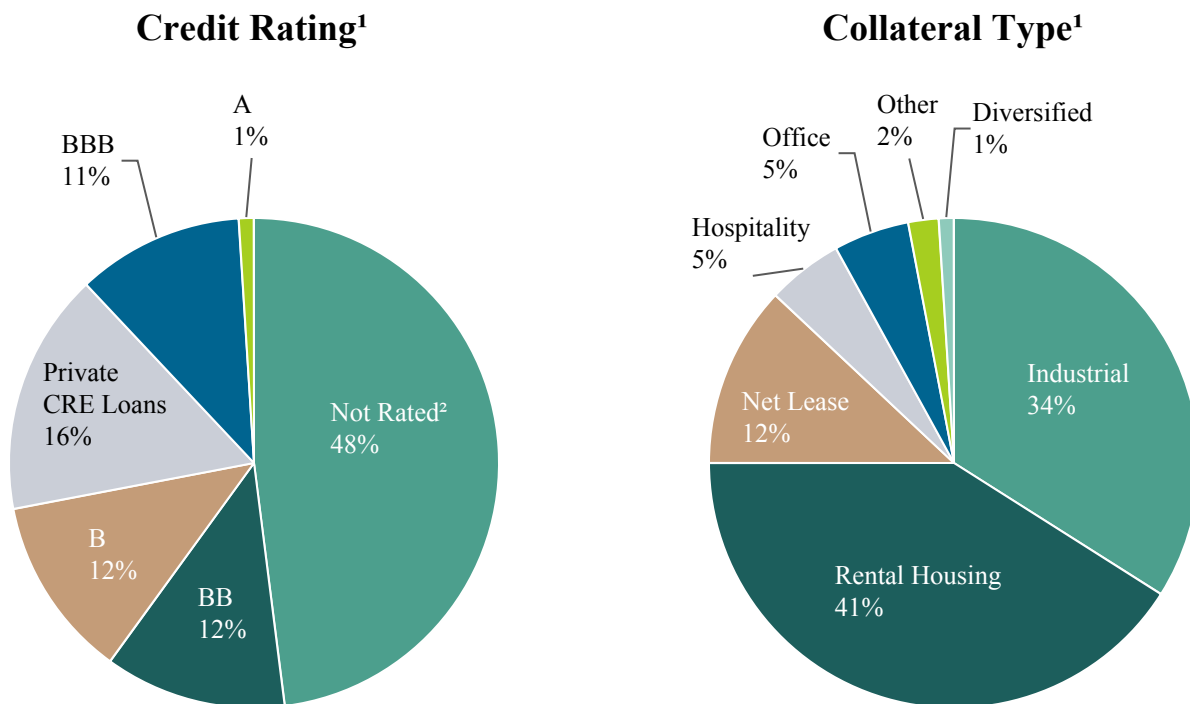 Credit Rating¹
A
1%
BBB
11%
Private
CRE Loans
16%
Not Rated²
48%
B
12%
BB
12%
Collateral Type¹
Other
2%
Diversified
1%
Office
5%
Hospitality
5%
Industrial
34%
Net Lease
12%
Rental Housing
41%